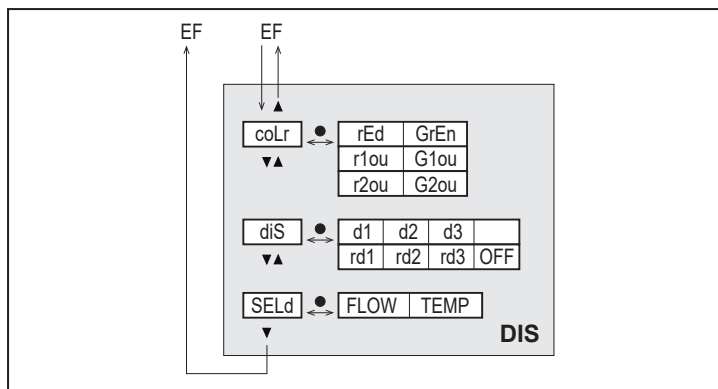 EF EF
coLr rEd GrEn
r1ou G1ou
r2ou G2ou
diS d1 d2 d3
rd1 rd2 rd3 OFF
SELd FLOW TEMP
DIS